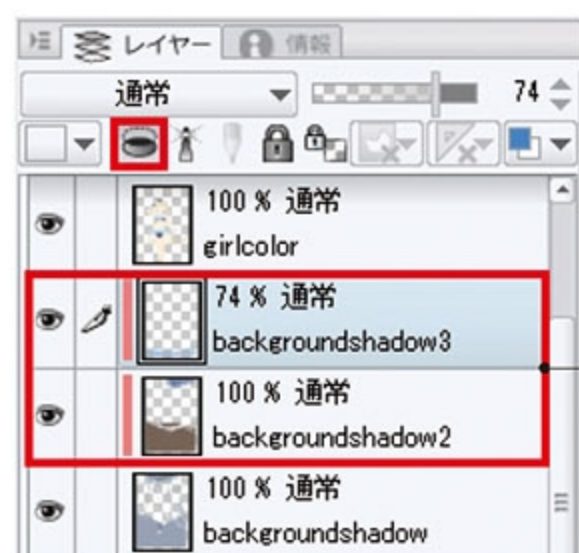 レイヤー 情報
通常 74
100 % 通常
girlcolor
74 % 通常
backgroundshadow3
100 % 通常
backgroundshadow2
100 % 通常
backgroundshadow